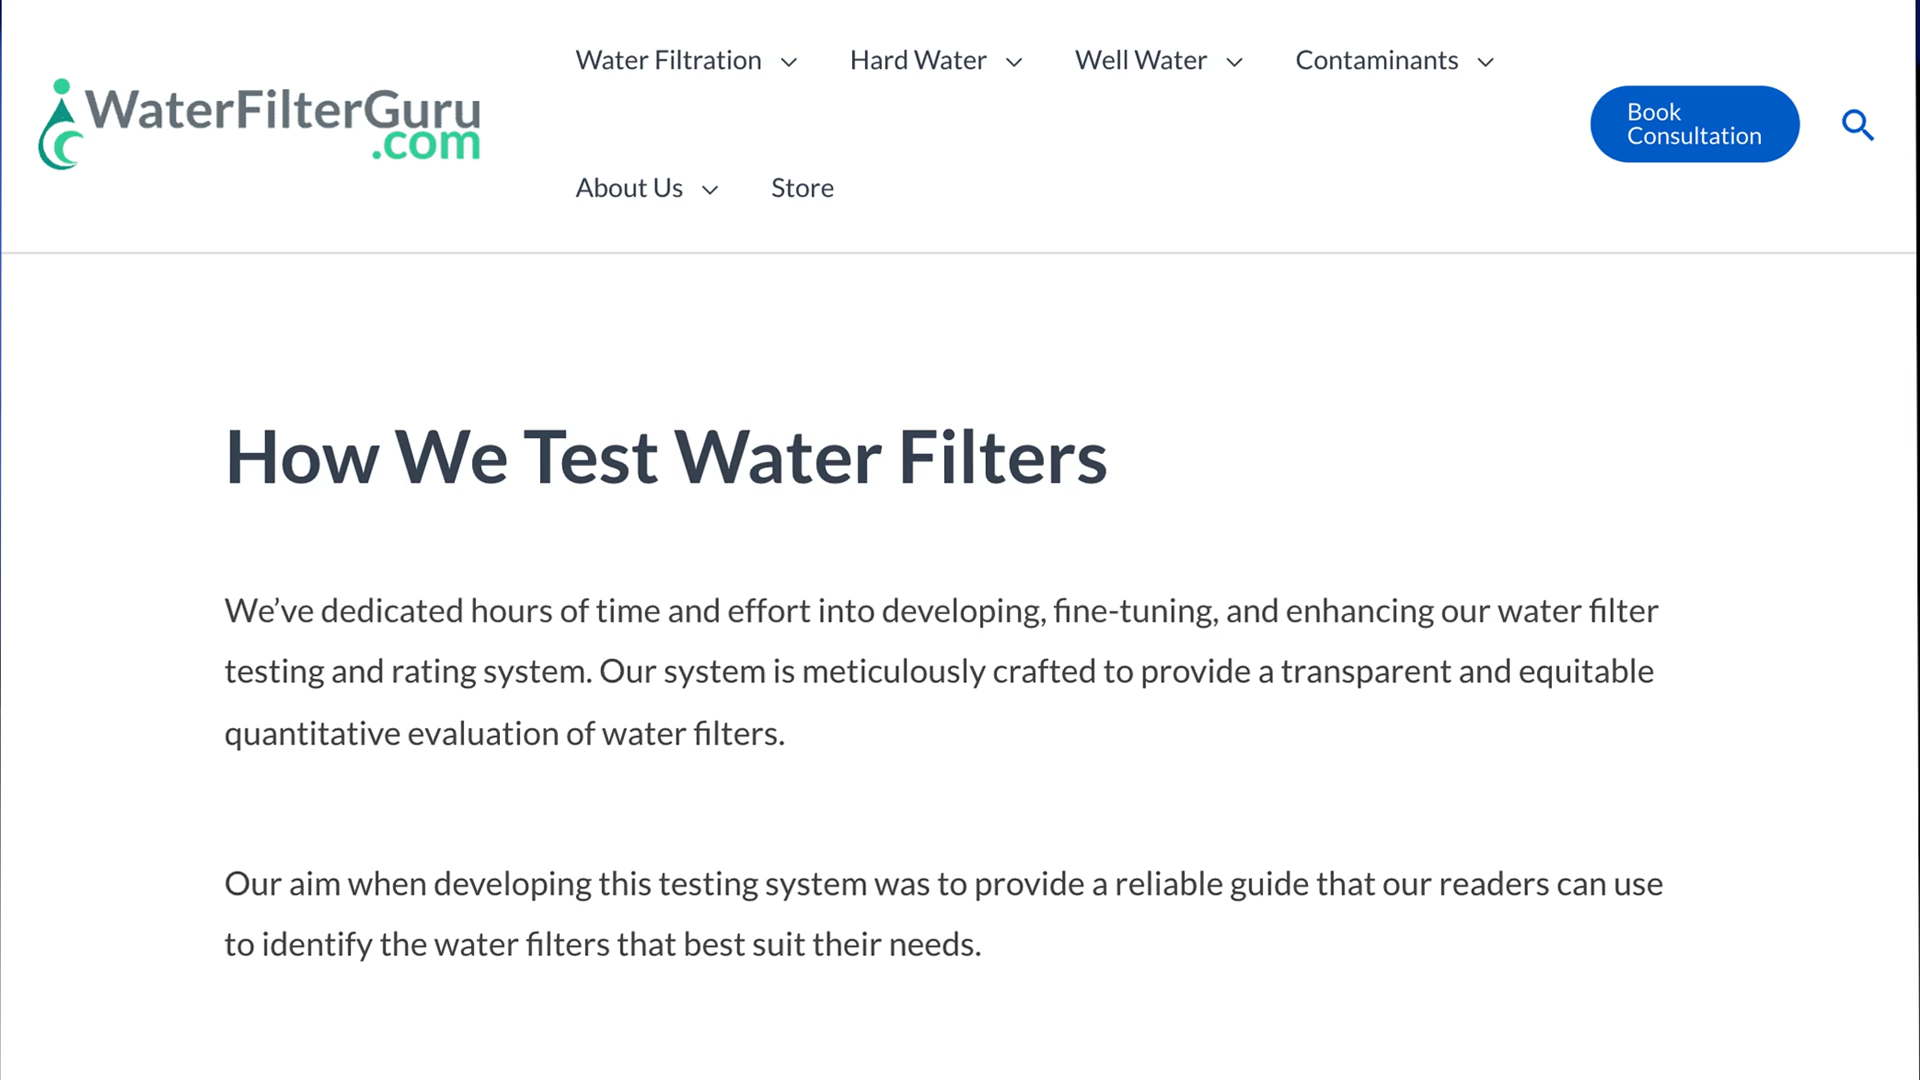 WaterFilterGuru
.com
Water Filtration
Hard Water
Well Water
Contaminants
About Us
Store
Book
Consultation
How We Test Water Filters
We’ve dedicated hours of time and effort into developing, fine-tuning, and enhancing our water filter
testing and rating system. Our system is meticulously crafted to provide a transparent and equitable
quantitative evaluation of water filters.
Our aim when developing this testing system was to provide a reliable guide that our readers can use
to identify the water filters that best suit their needs.